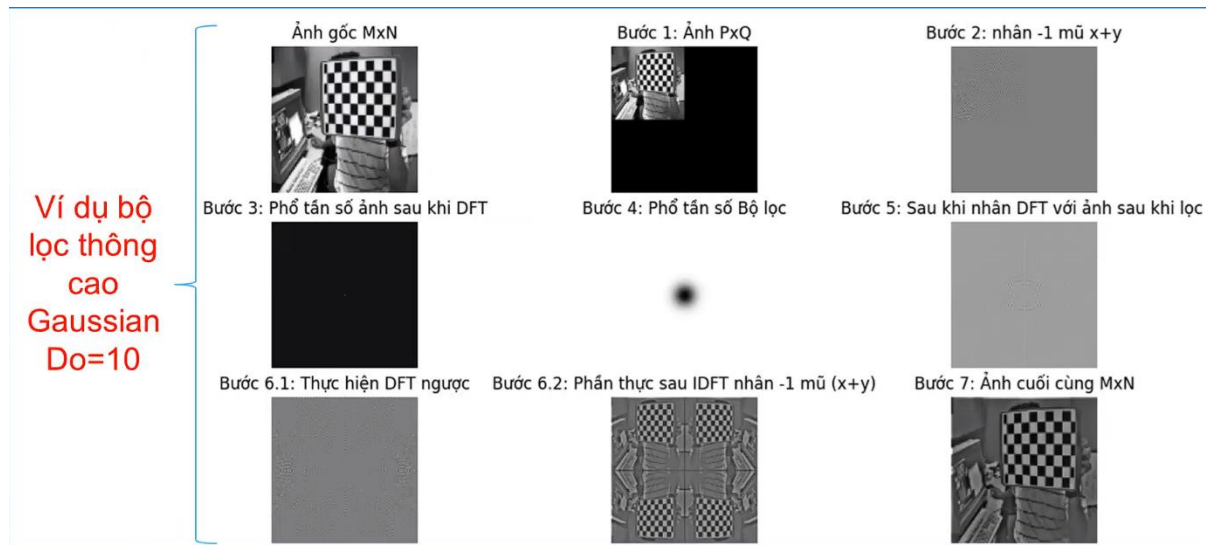 Ví dụ bộ
lọc thông
cao
Gaussian
Do=10
Ảnh gốc MxN
Bước 1: Ảnh PxQ
Bước 2: nhân -1 mũ x+y
Bước 3: Phổ tần số ảnh sau khi DFT
Bước 4: Phổ tần số Bộ lọc
Bước 5: Sau khi nhân DFT với ảnh sau khi lọc
Bước 6.1: Thực hiện DFT ngược
Bước 6.2: Phần thực sau IDFT nhân -1 mũ (x+y)
Bước 7: Ảnh cuối cùng MxN